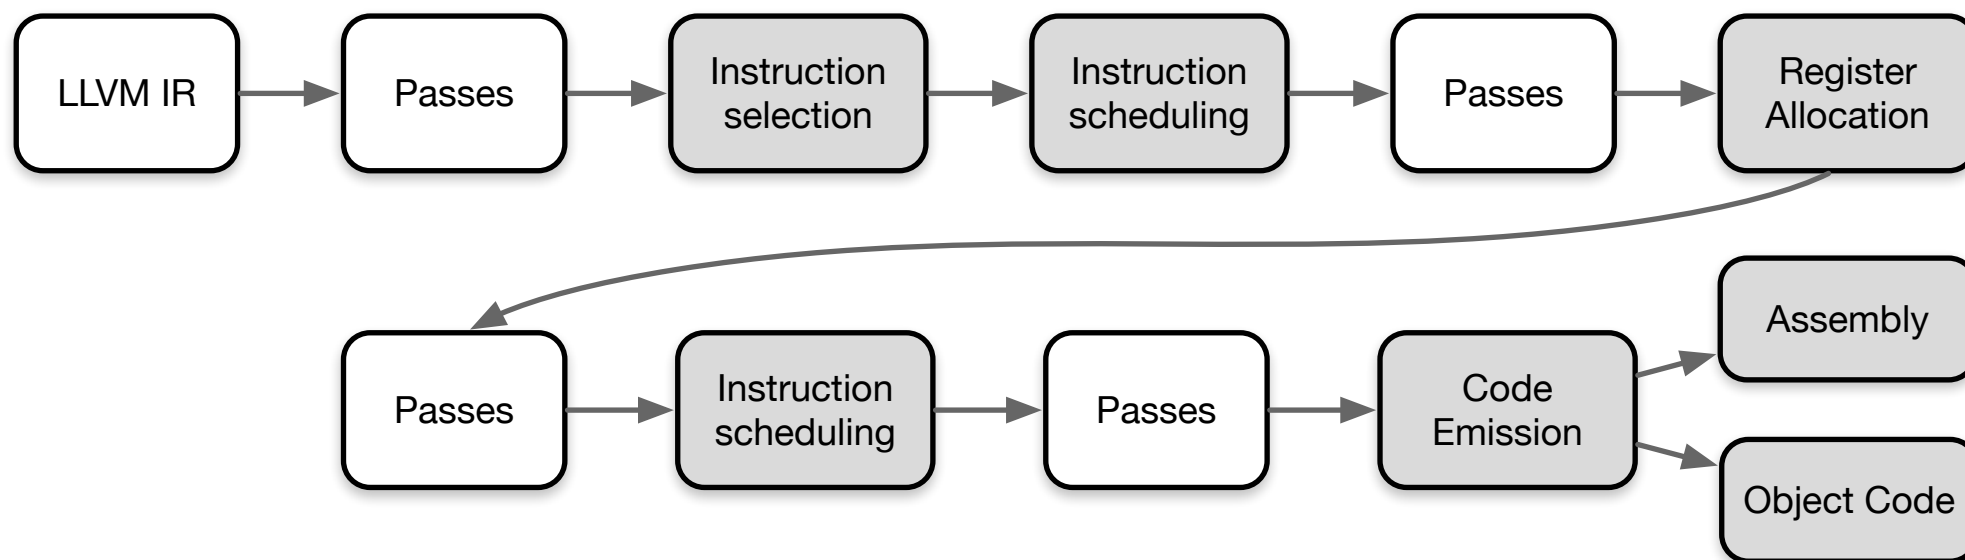 LLVM IR
Passes
Instruction
selection
Instruction
scheduling
Passes
Register
Allocation
Passes
Instruction
scheduling
Passes
Code
Emission
Assembly
Object Code